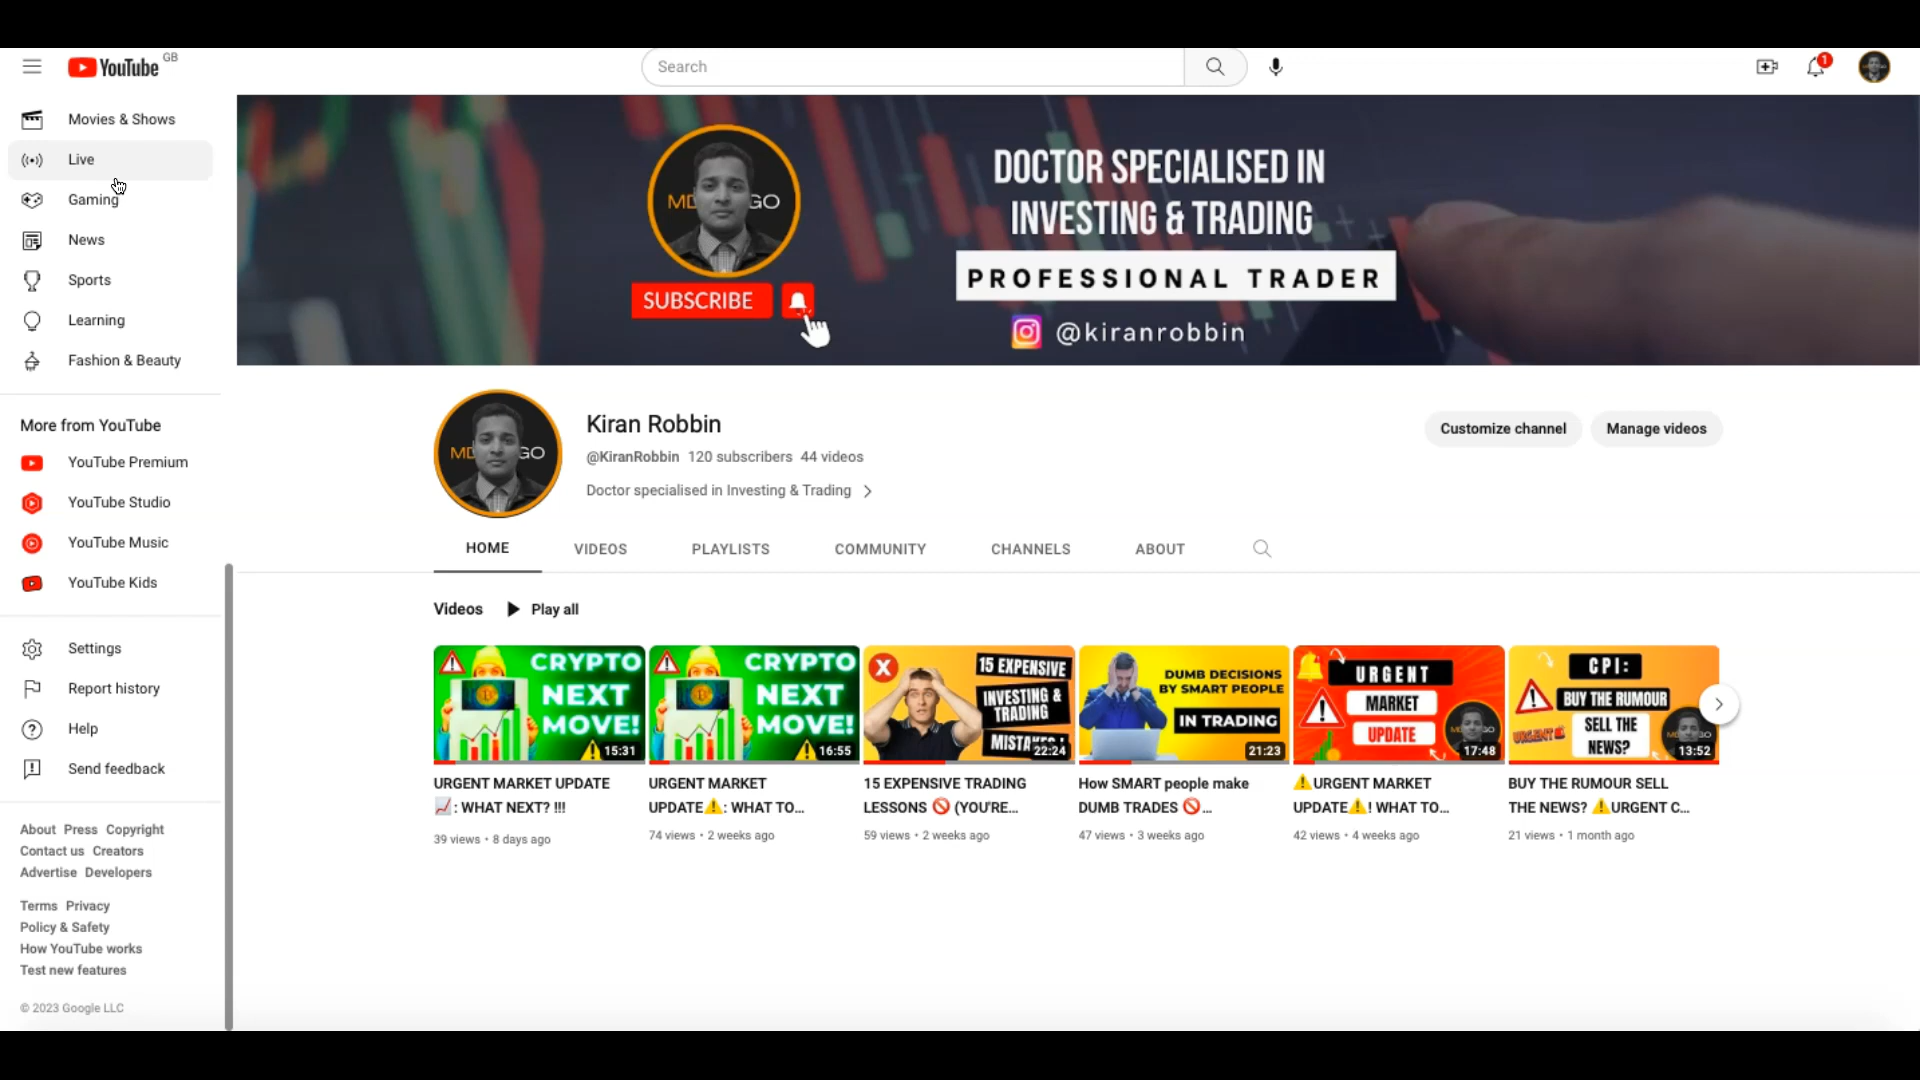 YouTube GB
Search
1
Movies & Shows
Live
Gaming
News
Sports
Learning
Fashion & Beauty
More from YouTube
YouTube Premium
YouTube Studio
YouTube Music
YouTube Kids
Settings
Report history
Help
Send feedback
About Press Copyright
Contact us Creators
Advertise Developers
Terms Privacy
Policy & Safety
How YouTube works
Test new features
© 2023 Google LLC
GO
SUBSCRIBE
DOCTOR SPECIALISED IN
INVESTING & TRADING
PROFESSIONAL TRADER
@kiranrobbin
GO
Kiran Robbin
@KiranRobbin 120 subscribers 44 videos
Doctor specialised in Investing & Trading
Customize channel
Manage videos
HOME
VIDEOS
PLAYLISTS
COMMUNITY
CHANNELS
ABOUT
Videos
Play all
CRYPTO
NEXT
MOVE!
15:31
URGENT MARKET UPDATE
📈: WHAT NEXT? !!!
39 views • 8 days ago
CRYPTO
NEXT
MOVE!
16:55
URGENT MARKET
UPDATE⚠️: WHAT TO...
74 views • 2 weeks ago
X
15 EXPENSIVE
INVESTING &
TRADING
22:24
15 EXPENSIVE TRADING
LESSONS 🚫 (YOU'RE...
59 views • 2 weeks ago
DUMB DECISIONS
BY SMART PEOPLE
IN TRADING
21:23
How SMART people make
DUMB TRADES 🚫...
47 views • 3 weeks ago
URGENT
MARKET
UPDATE
17:48
⚠️URGENT MARKET
UPDATE⚠️! WHAT TO...
42 views • 4 weeks ago
CPI:
BUY THE RUMOUR
SELL THE
NEWS?
URGENT
13:52
BUY THE RUMOUR SELL
THE NEWS? ⚠️URGENT C...
21 views • 1 month ago